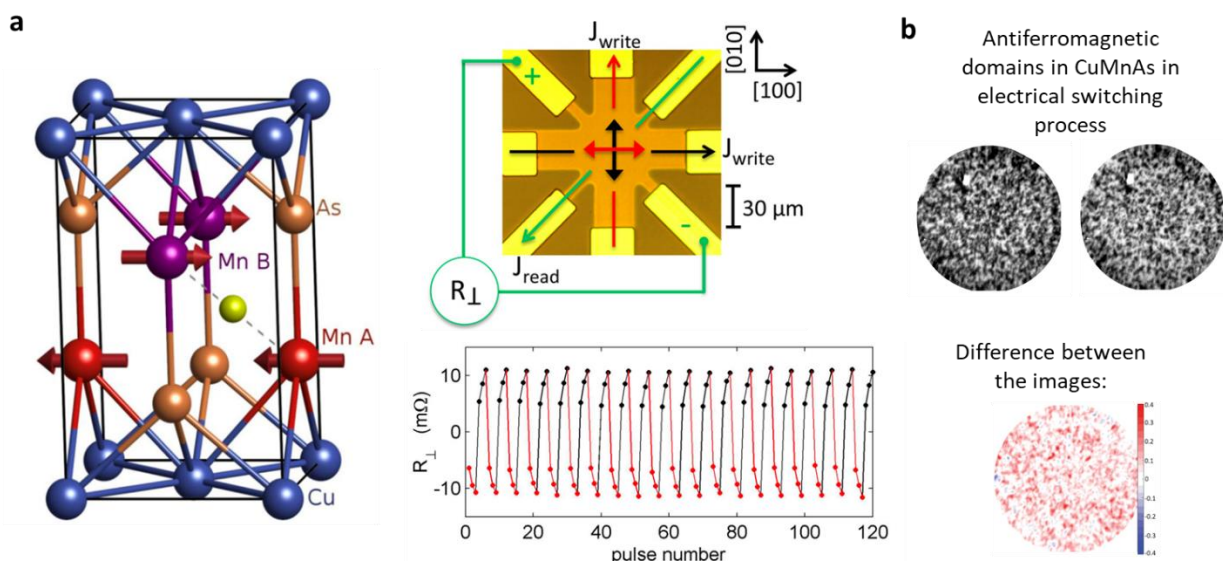 a
As
Mn B
Mn A
Cu
J_write
[010]
[100]
+
J_write
30 µm
-
J_read
R⊥
R⊥ (mΩ)
10
0
-10
0 20 40 60 80 100 120
pulse number
b
Antiferromagnetic
domains in CuMnAs in
electrical switching
process
Difference between
the images:
0.4
0.3
0.2
0.1
0
-0.1
-0.2
-0.3
-0.4